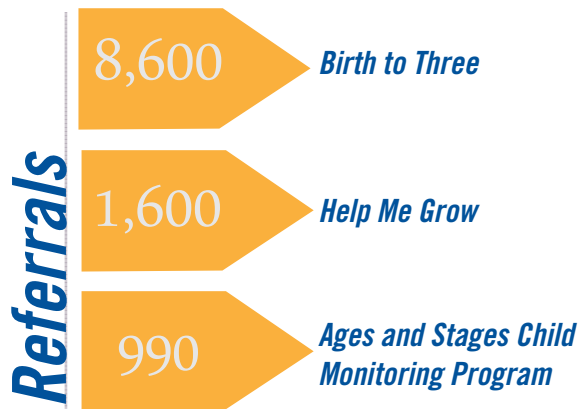 Referrals
8,600
Birth to Three
1,600
Help Me Grow
990
Ages and Stages Child
Monitoring Program